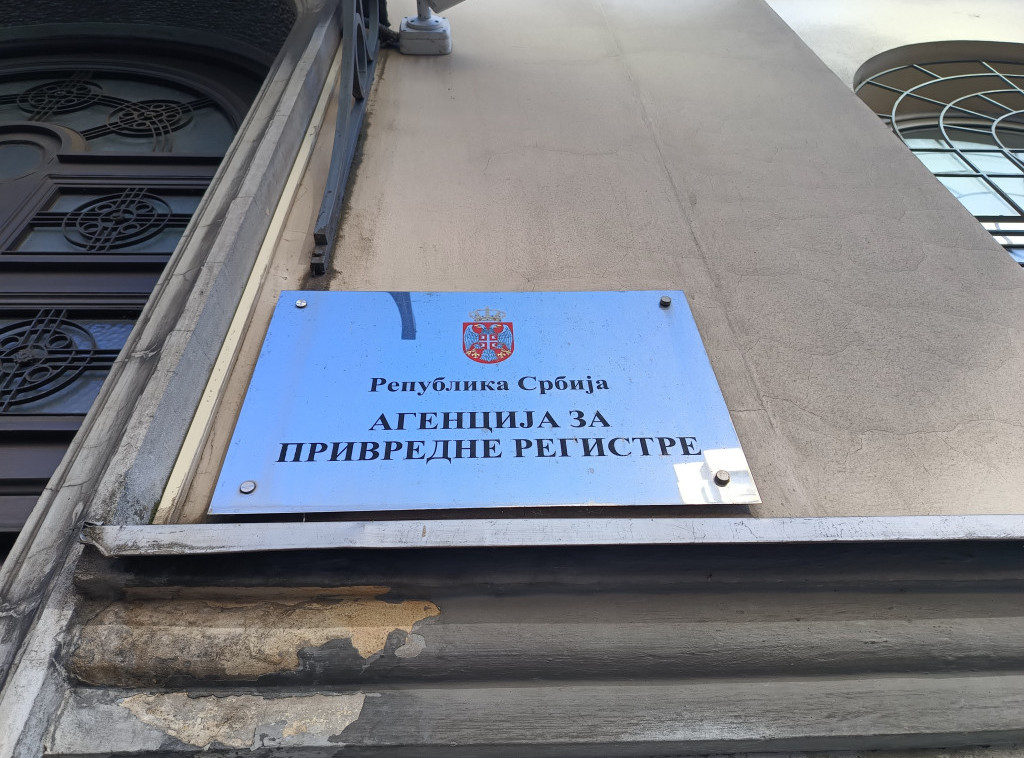 Република Србија
АГЕНЦИЈА ЗА
ПРИВРЕДНЕ РЕГИСТРЕ